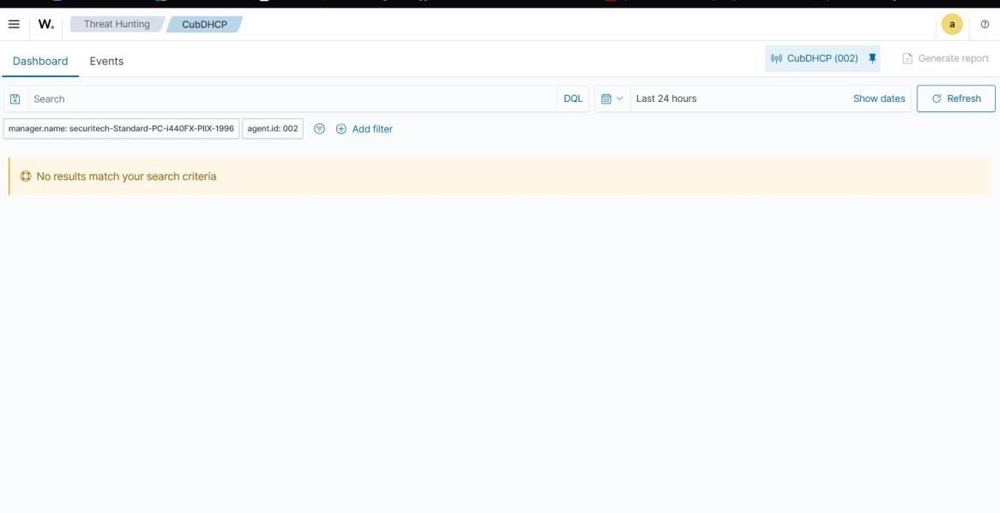 W. Threat Hunting CubDHCP a
Dashboard Events CubDHCP (002) Generate report
Search DQL Last 24 hours Show dates Refresh
manager.name: securitech-Standard-PC-i440FX-PIIX-1996 agent.id: 002 Add filter
No results match your search criteria